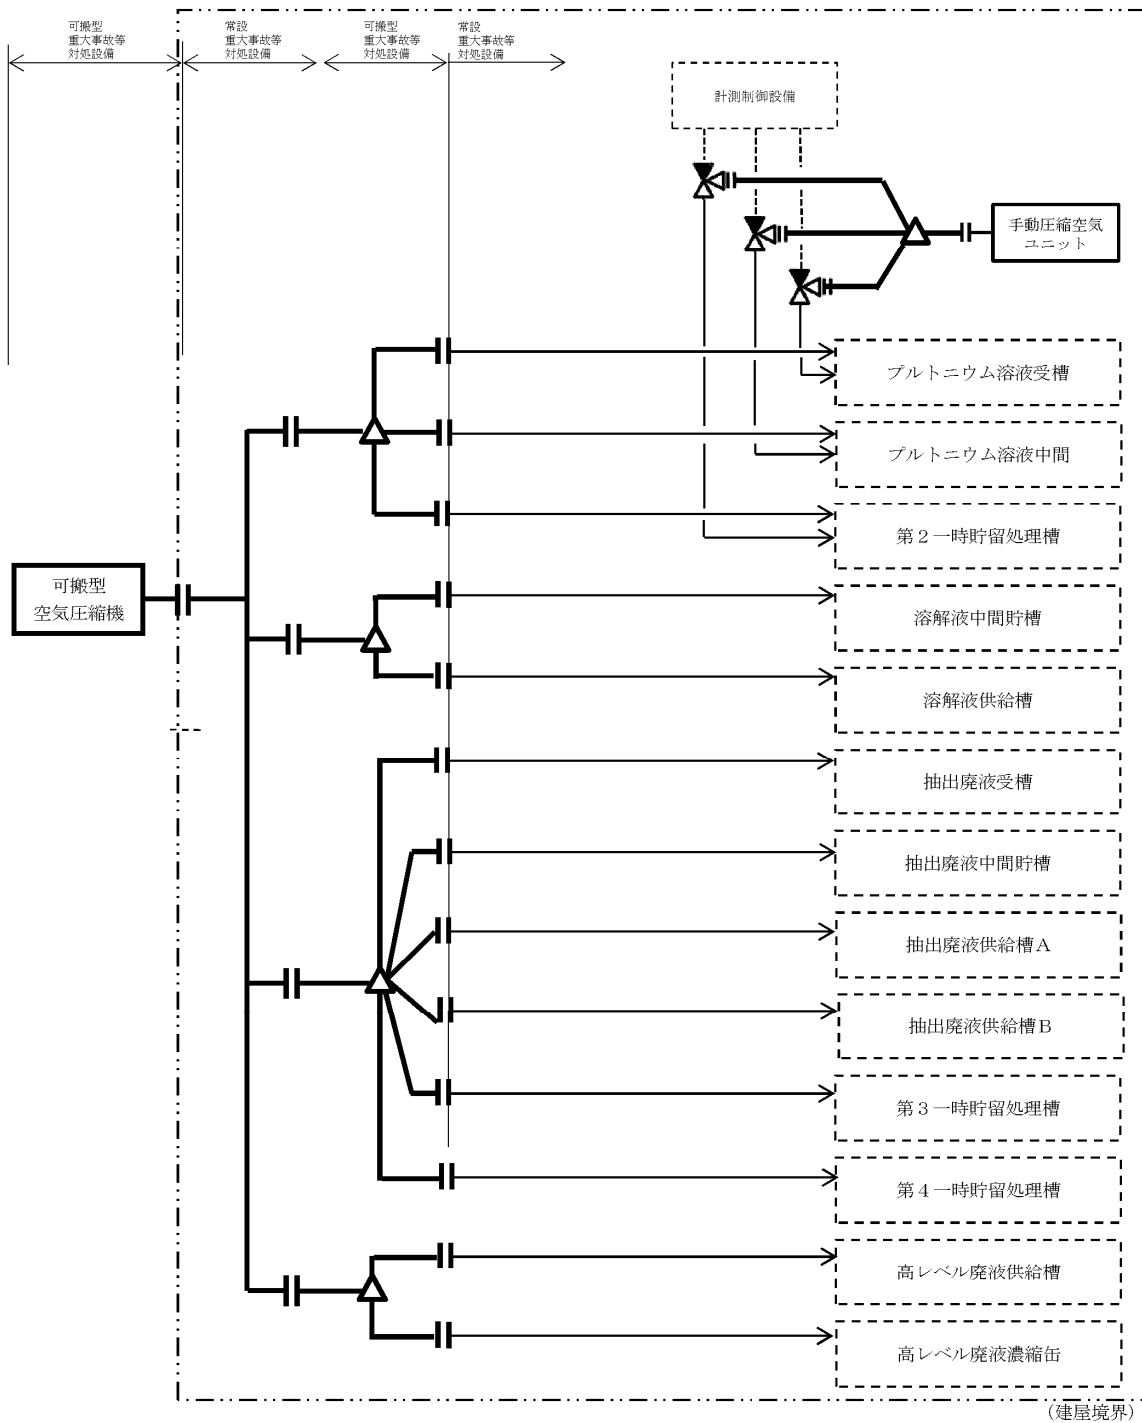 可搬型
重大事故等
対処設備
常設
重大事故等
対処設備
可搬型
重大事故等
対処設備
常設
重大事故等
対処設備
計測制御設備
手動圧縮空気
ユニット
プルトニウム溶液受槽
プルトニウム溶液中間
第２一時貯留処理槽
可搬型
空気圧縮機
溶解液中間貯槽
溶解液供給槽
抽出廃液受槽
抽出廃液中間貯槽
抽出廃液供給槽A
抽出廃液供給槽B
第３一時貯留処理槽
第４一時貯留処理槽
高レベル廃液供給槽
高レベル廃液濃縮缶
（建屋境界）